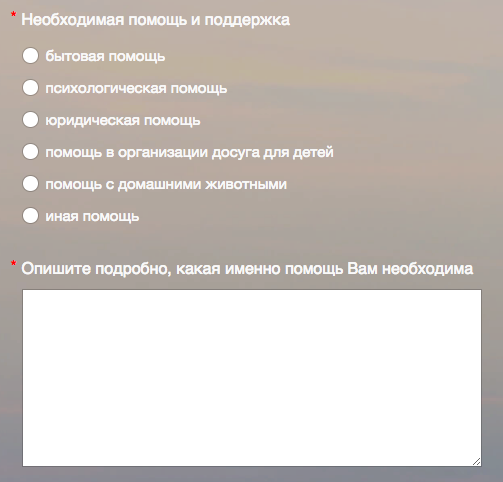 * Необходимая помощь и поддержка
бытовая помощь
психологическая помощь
юридическая помощь
помощь в организации досуга для детей
помощь с домашними животными
иная помощь
* Опишите подробно, какая именно помощь Вам необходима